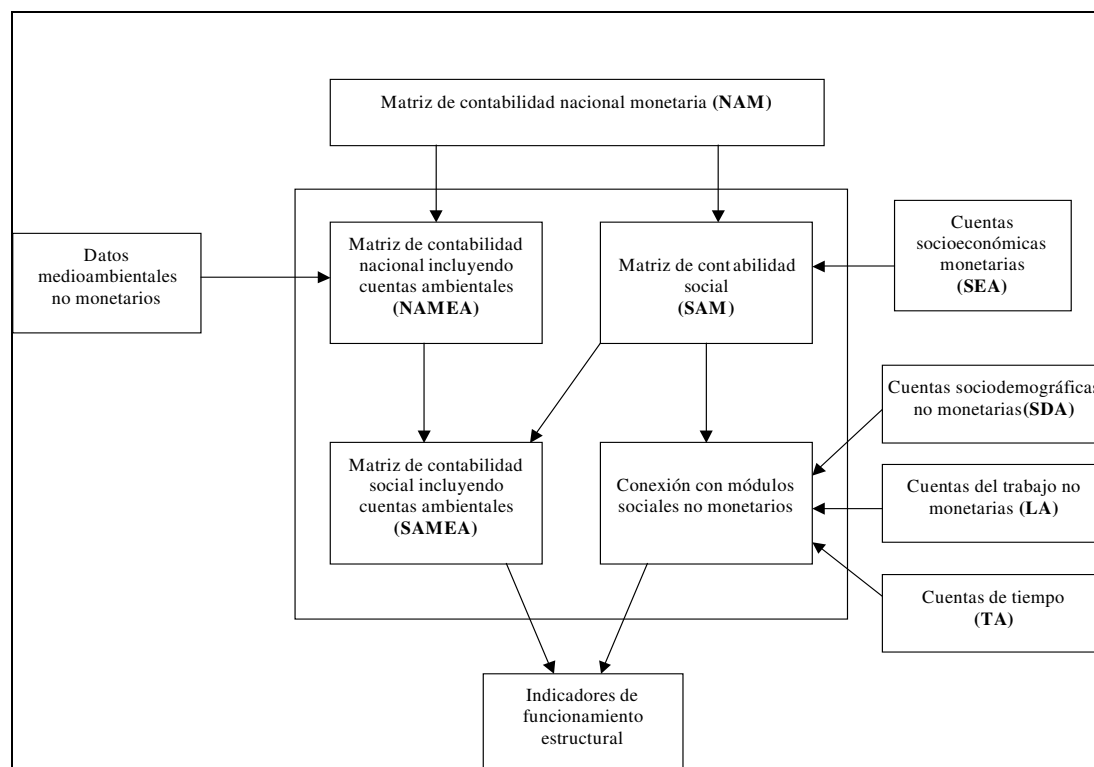 Matriz de contabilidad nacional monetaria (NAM)
Datos
medioambientales
no monetarios
Matriz de contabilidad
nacional incluyendo
cuentas ambientales
(NAMEA)
Matriz de contabilidad
social
(SAM)
Cuentas
socioeconómicas
monetarias
(SEA)
Cuentas sociodemográficas
no monetarias(SDA)
Matriz de contabilidad
social incluyendo
cuentas ambientales
(SAMEA)
Conexión con módulos
sociales no monetarios
Cuentas del trabajo no
monetarias (LA)
Cuentas de tiempo
(TA)
Indicadores de
funcionamiento
estructural